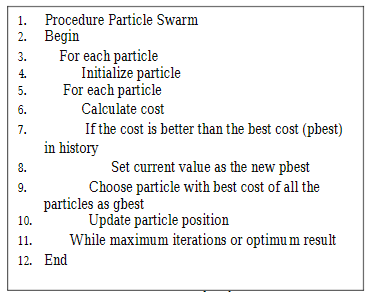 1. Procedure Particle Swarm
2. Begin
3. For each particle
4. Initialize particle
5. For each particle
6. Calculate cost
7. If the cost is better than the best cost (pbest)
in history
8. Set current value as the new pbest
9. Choose particle with best cost of all the
particles as gbest
10. Update particle position
11. While maximum iterations or optimum result
12. End